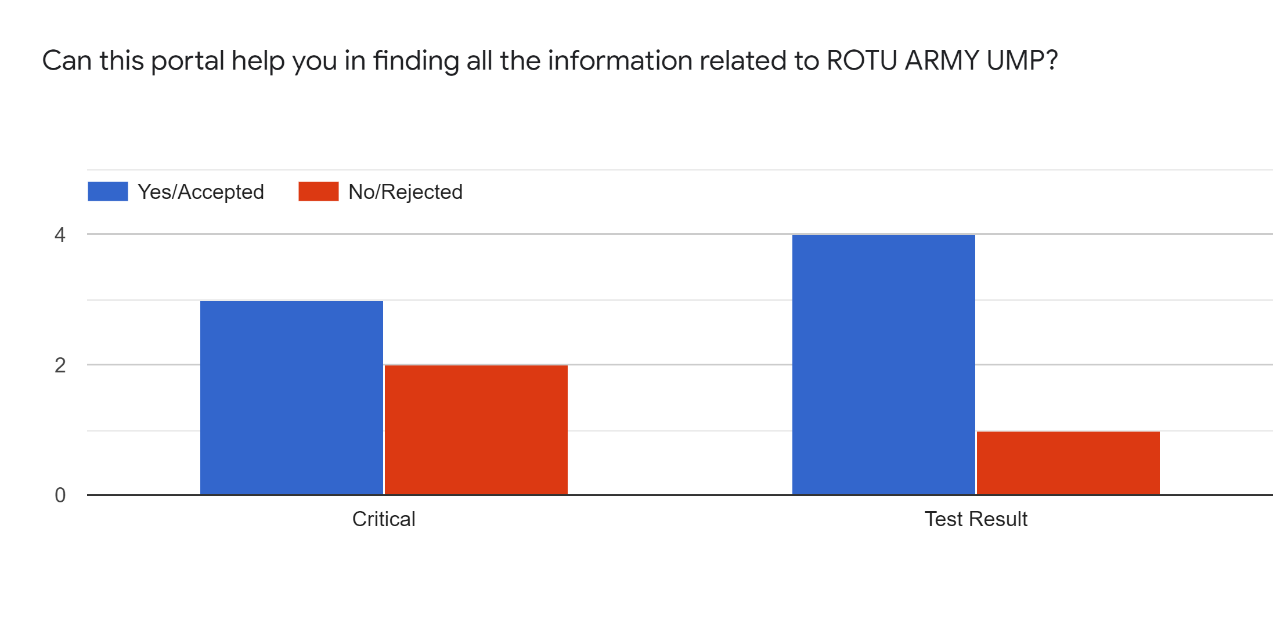 Can this portal help you in finding all the information related to ROTU ARMY UMP?
Yes/Accepted No/Rejected
4
2
0
Critical Test Result